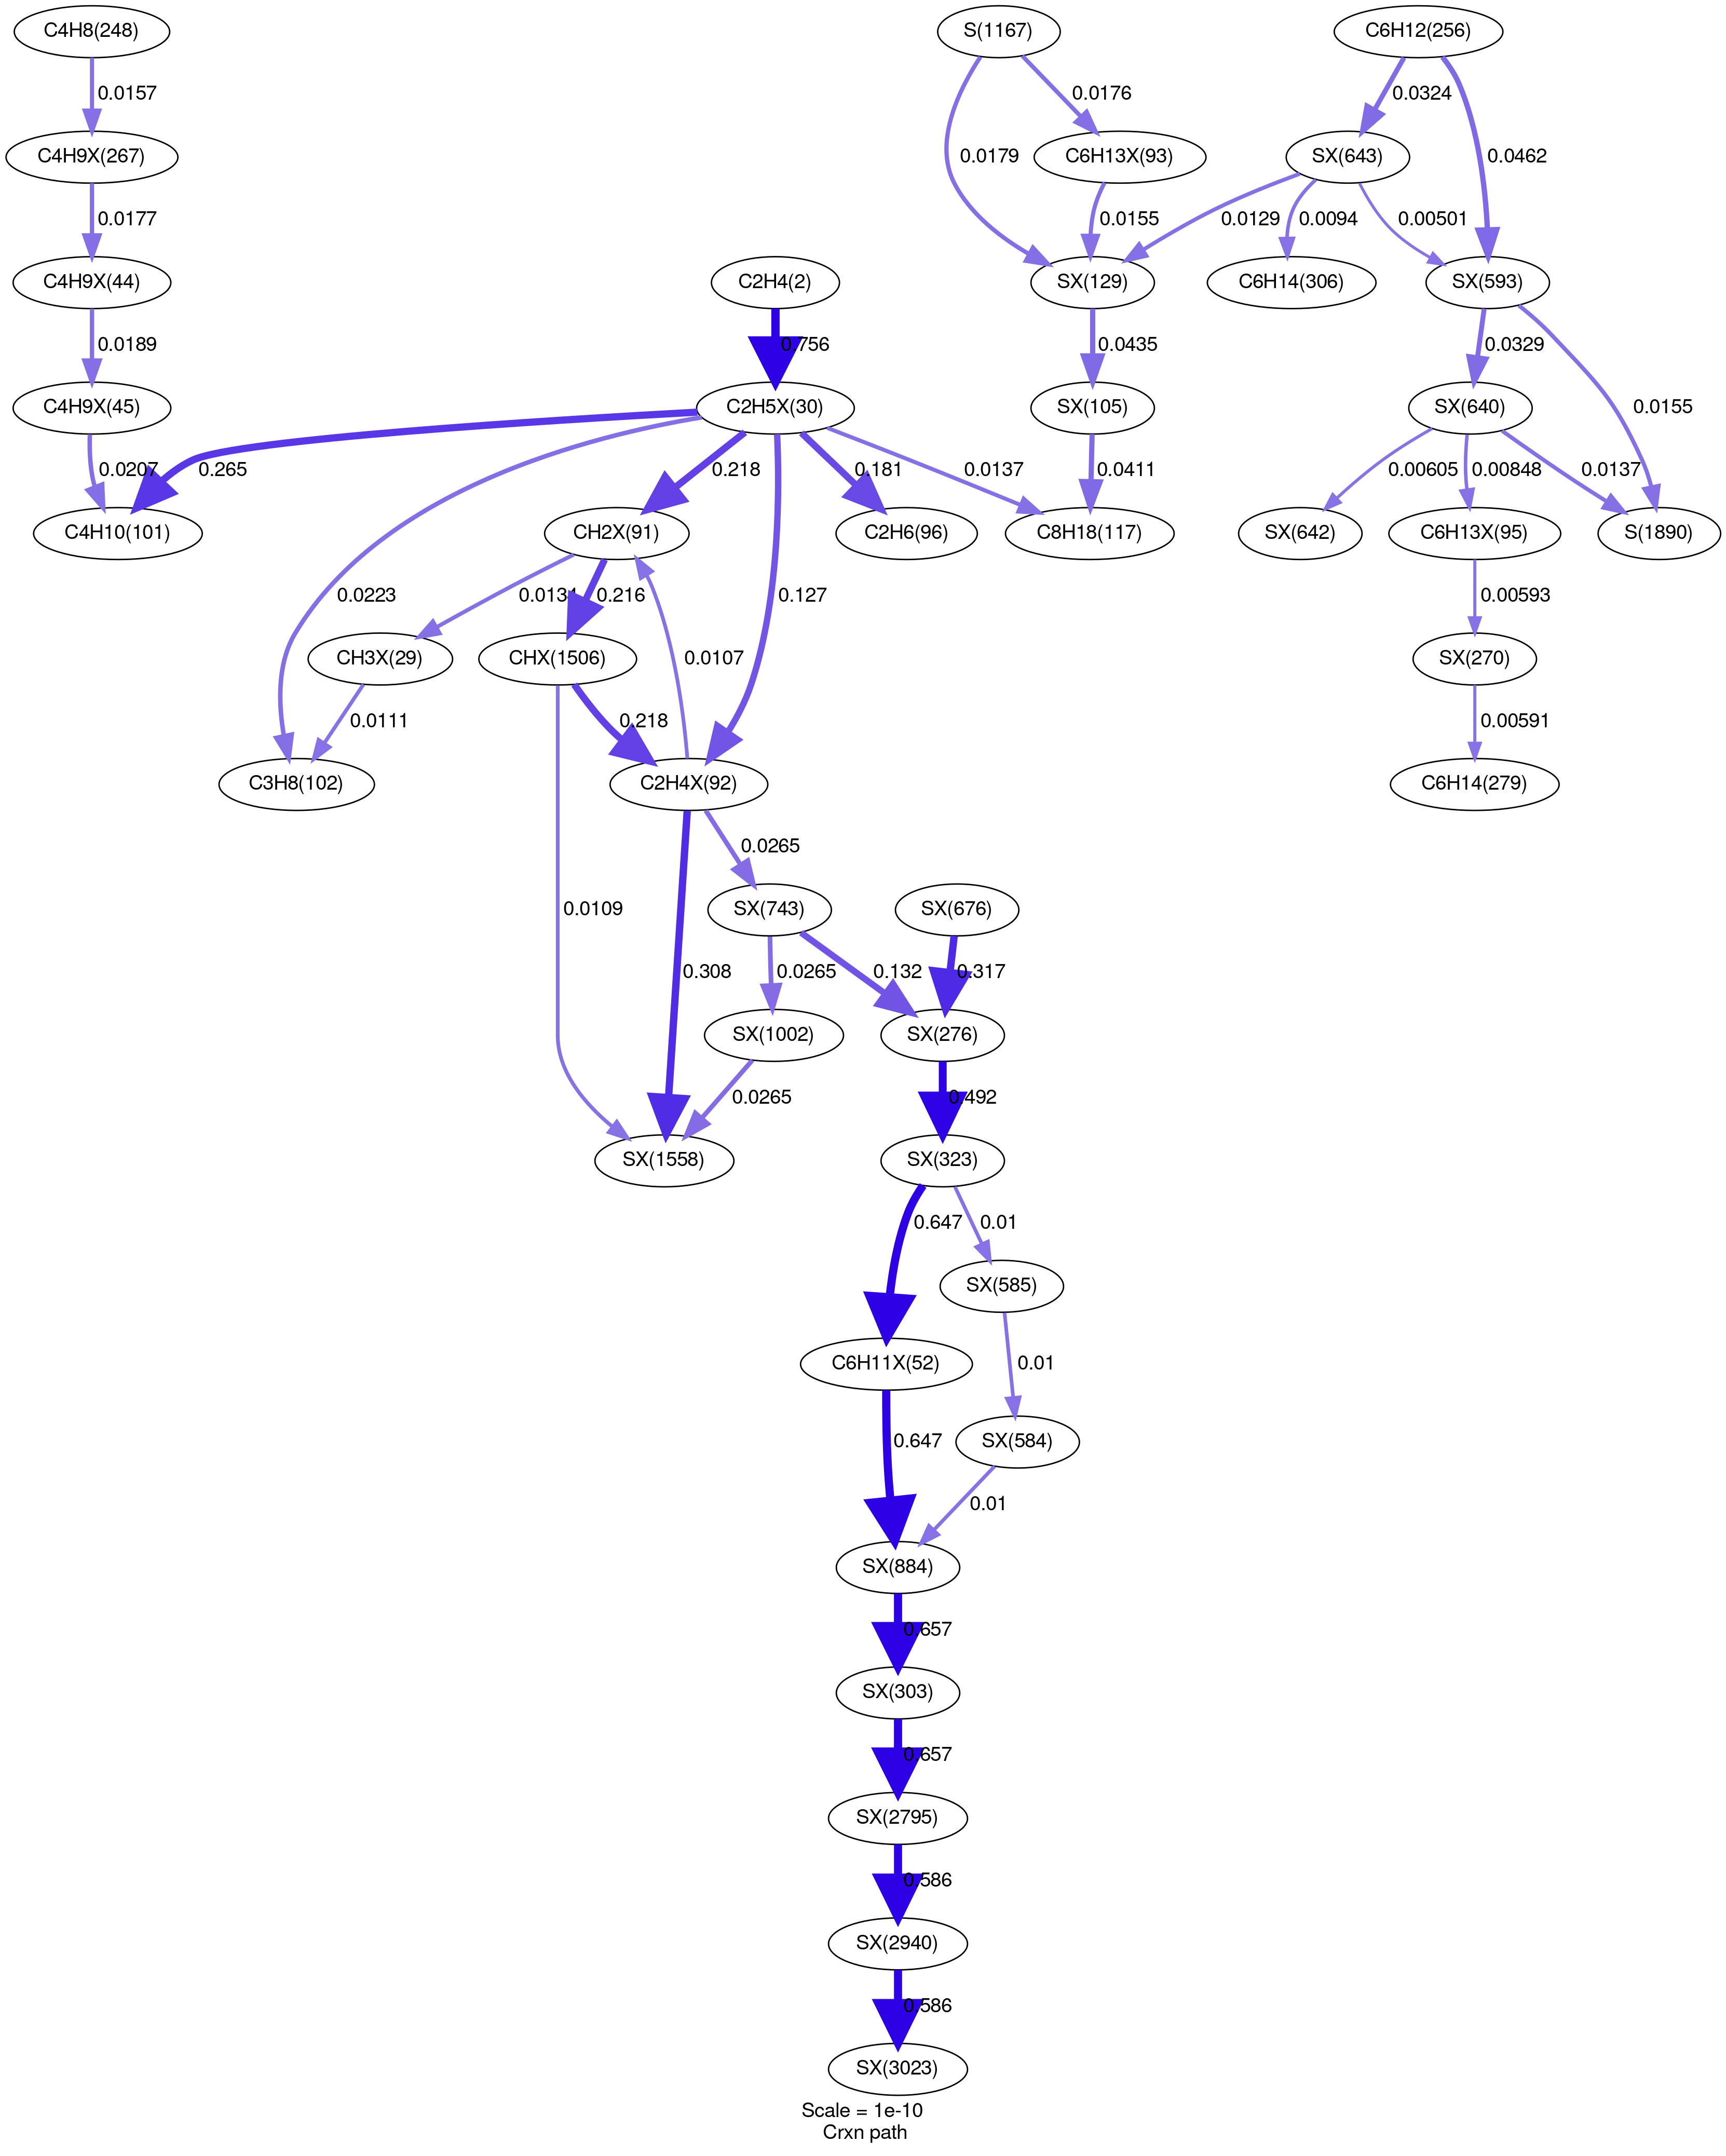 C4H8(248)
S(1167)
C6H12(256)
0.0157
0.0176
0.0324
C4H9X(267)
0.0179
C6H13X(93)
SX(643)
0.0462
0.0177
0.0155
0.0129
0.0094
0.00501
C4H9X(44)
C2H4(2)
SX(129)
C6H14(306)
SX(593)
0.0189
0.756
0.0435
0.0329
C4H9X(45)
C2H5X(30)
SX(105)
SX(640)
0.0155
0.0207
0.265
0.218
0.181
0.0137
0.0411
0.00605
0.00848
0.0137
C4H10(101)
CH2X(91)
C2H6(96)
C8H18(117)
SX(642)
C6H13X(95)
S(1890)
0.0223
0.0134
0.216
0.127
0.00593
CH3X(29)
CHX(1506)
0.0107
SX(270)
0.0111
0.218
0.00591
C3H8(102)
C2H4X(92)
C6H14(279)
0.0265
0.0109
SX(743)
SX(676)
0.308
0.0265
0.132
0.317
SX(1002)
SX(276)
0.0265
0.492
SX(1558)
SX(323)
0.647
0.01
SX(585)
C6H11X(52)
0.01
0.647
SX(584)
0.01
SX(884)
0.657
SX(303)
0.657
SX(2795)
0.586
SX(2940)
0.586
SX(3023)
Scale = 1e-10
Crxn path